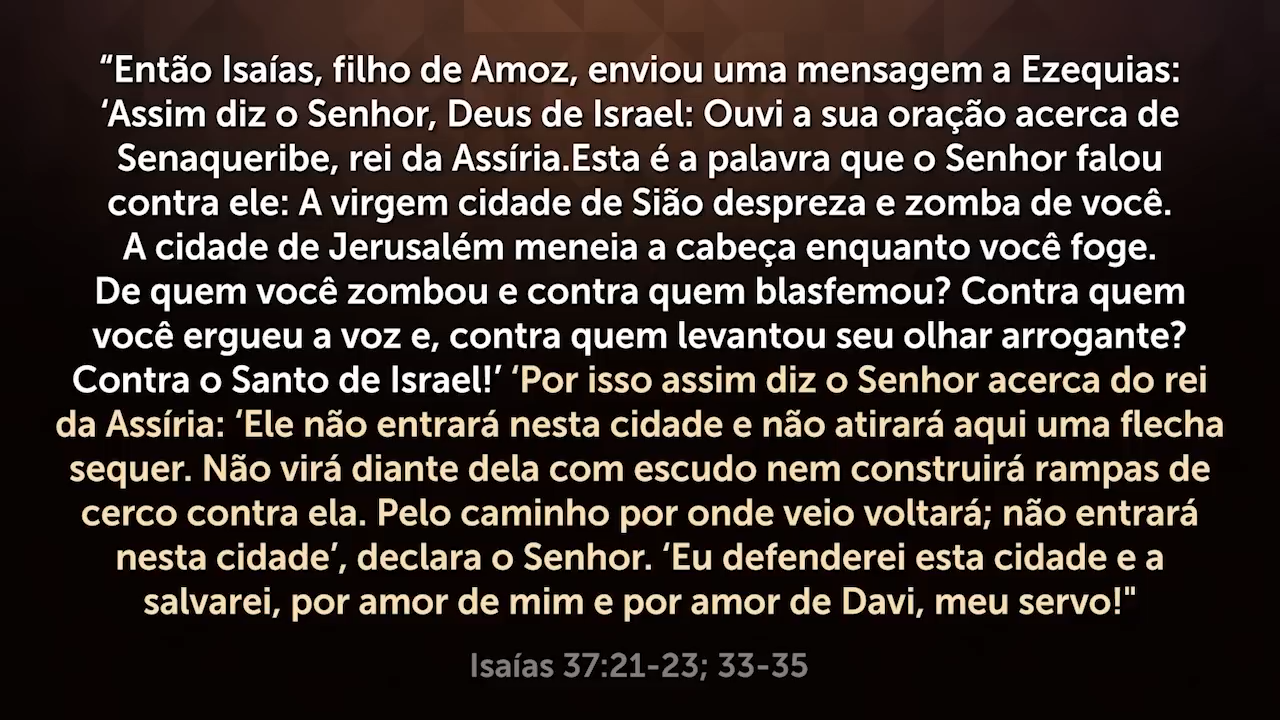 “Então Isaías, filho de Amoz, enviou uma mensagem a Ezequias:
‘Assim diz o Senhor, Deus de Israel: Ouvi a sua oração acerca de
Senaqueribe, rei da Assíria.Esta é a palavra que o Senhor falou
contra ele: A virgem cidade de Sião despreza e zomba de você.
A cidade de Jerusalém meneia a cabeça enquanto você foge.
De quem você zombou e contra quem blasfemou? Contra quem
você ergueu a voz e, contra quem levantou seu olhar arrogante?
Contra o Santo de Israel!’ ‘Por isso assim diz o Senhor acerca do rei
da Assíria: ‘Ele não entrará nesta cidade e não atirará aqui uma flecha
sequer. Não virá diante dela com escudo nem construirá rampas de
cerco contra ela. Pelo caminho por onde veio voltará; não entrará
nesta cidade’, declara o Senhor. ‘Eu defenderei esta cidade e a
salvarei, por amor de mim e por amor de Davi, meu servo!"
Isaías 37:21-23; 33-35